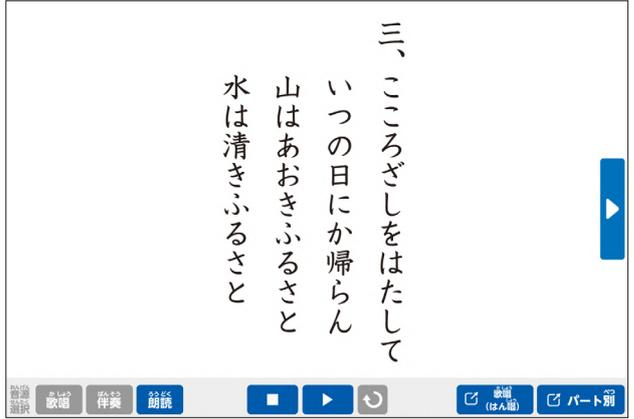 三、こころざしをはたして
いつの日にか帰らん
山はあおきふるさと
水は清きふるさと
音源選択
歌唱
伴奏
朗読
歌唱
(はん唱)
パート別